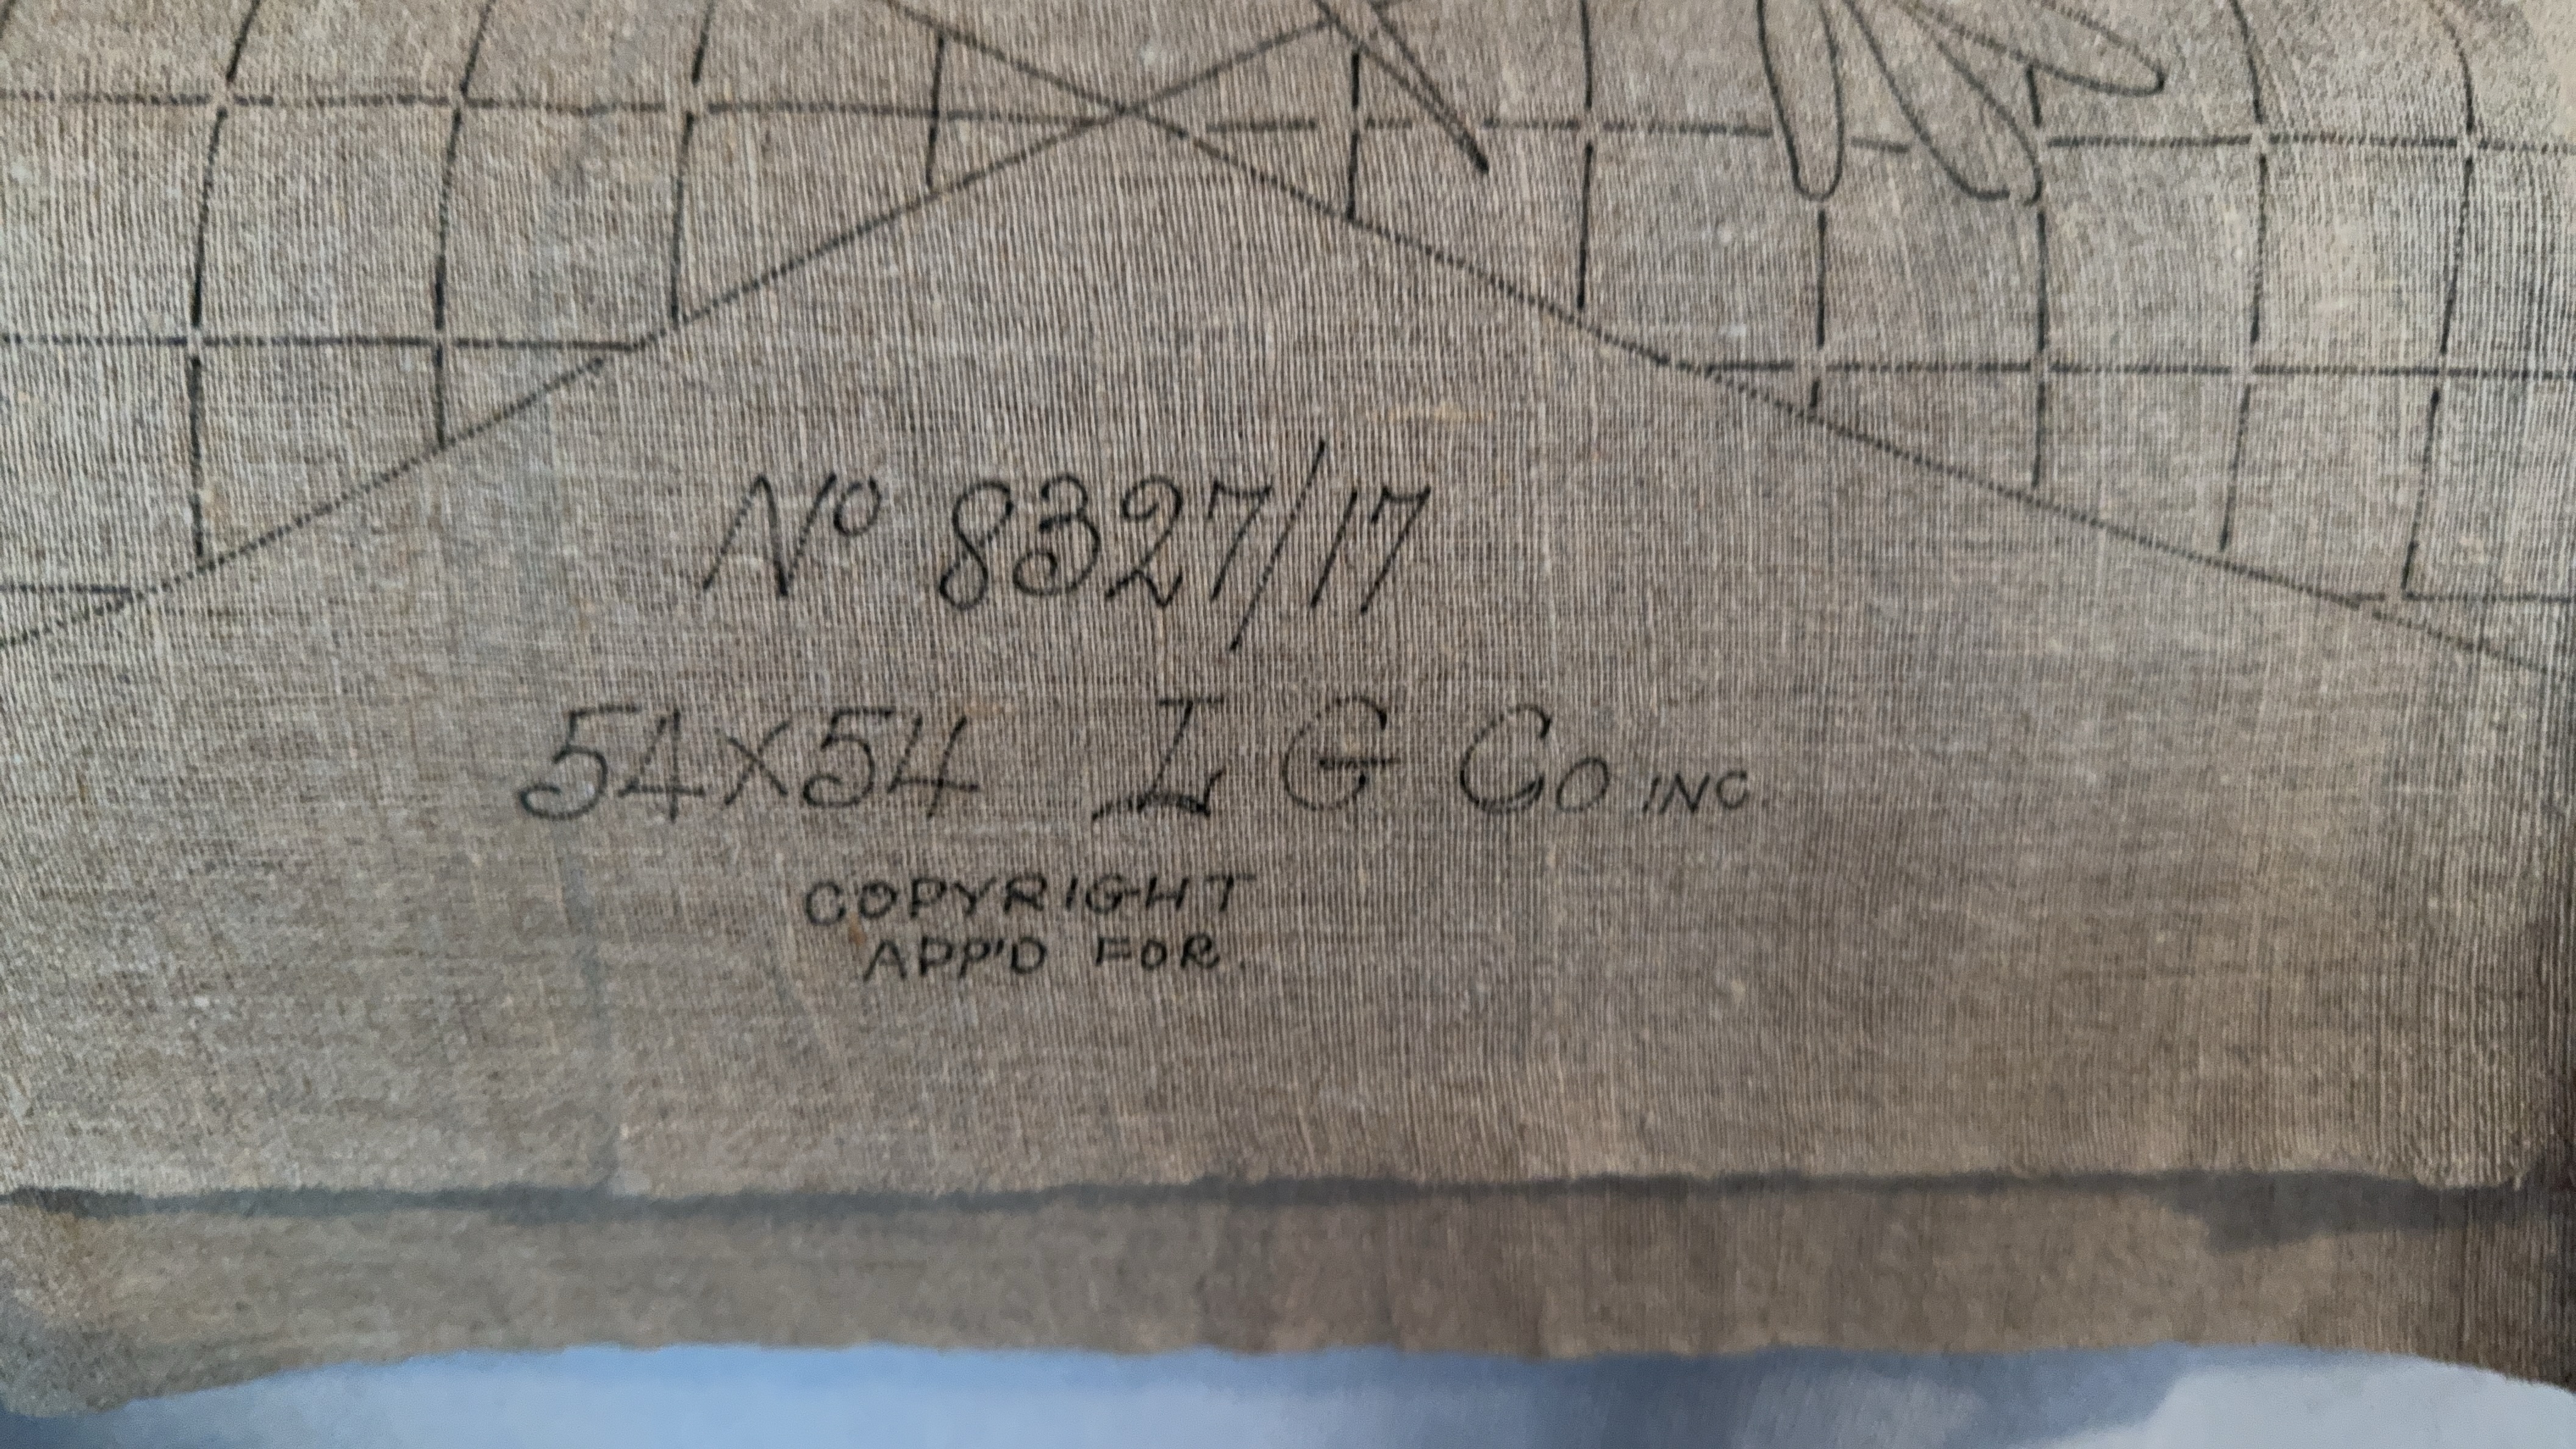 Nº 8327/17
54x54 L G Co INC.
COPYRIGHT
APP'D FOR.